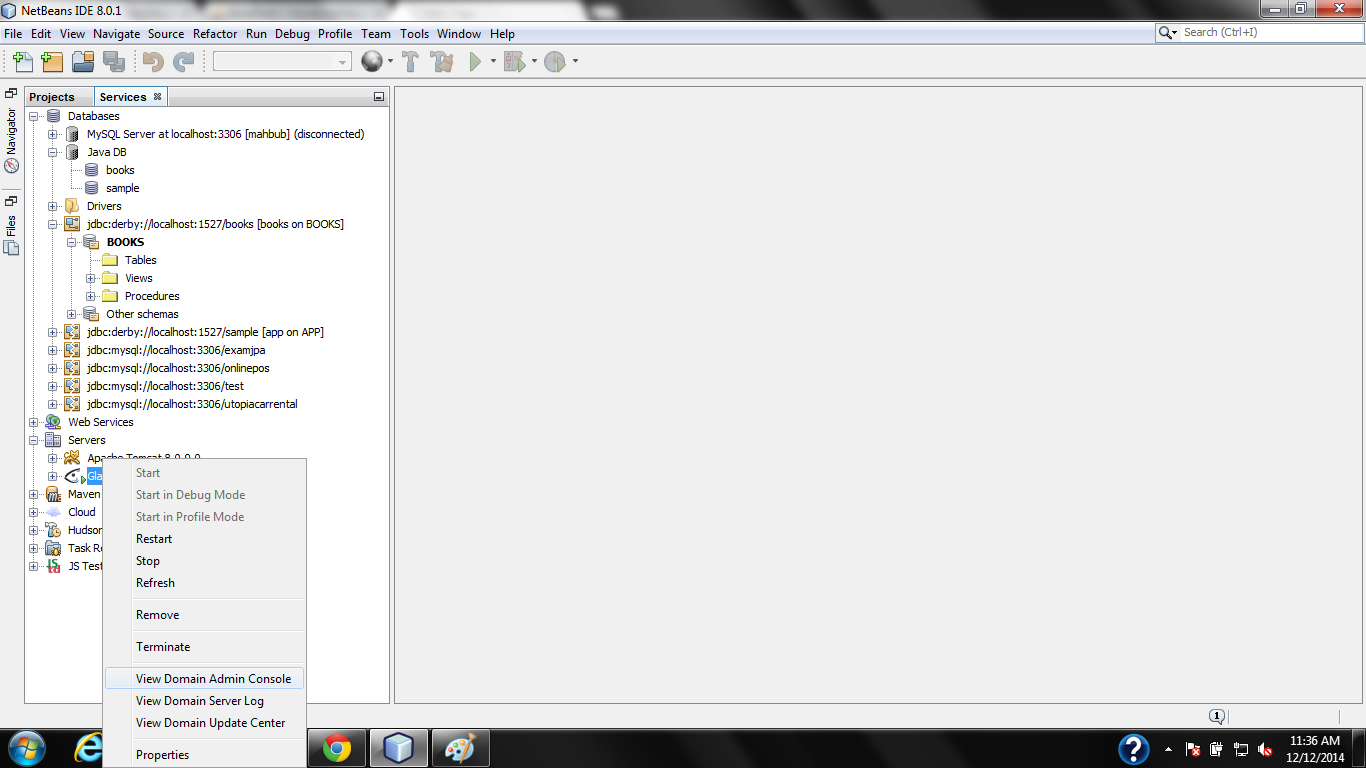 NetBeans IDE 8.0.1
File Edit View Navigate Source Refactor Run Debug Profile Team Tools Window Help
Search (Ctrl+I)
Projects Services
Navigator
Files
Databases
MySQL Server at localhost:3306 [mahbub] (disconnected)
Java DB
books
sample
Drivers
jdbc:derby://localhost:1527/books [books on BOOKS]
BOOKS
Tables
Views
Procedures
Other schemas
jdbc:derby://localhost:1527/sample [app on APP]
jdbc:mysql://localhost:3306/examjpa
jdbc:mysql://localhost:3306/onlinepos
jdbc:mysql://localhost:3306/test
jdbc:mysql://localhost:3306/utopiacarrental
Web Services
Servers
Apache Tomcat 8.0.0.0
Gla
Maven
Cloud
Hudson
Task Re
JS Test
Start
Start in Debug Mode
Start in Profile Mode
Restart
Stop
Refresh
Remove
Terminate
View Domain Admin Console
View Domain Server Log
View Domain Update Center
Properties
1
11:36 AM
12/12/2014